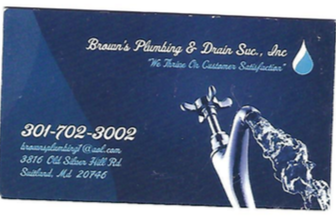 Brown's Plumbing & Drain Suc., Inc
"We Thrive On Customer Satisfaction"
301-702-3002
brownsplumbing1@aol.com
3816 Old Silver Hill Rd
Suitland, Md 20746